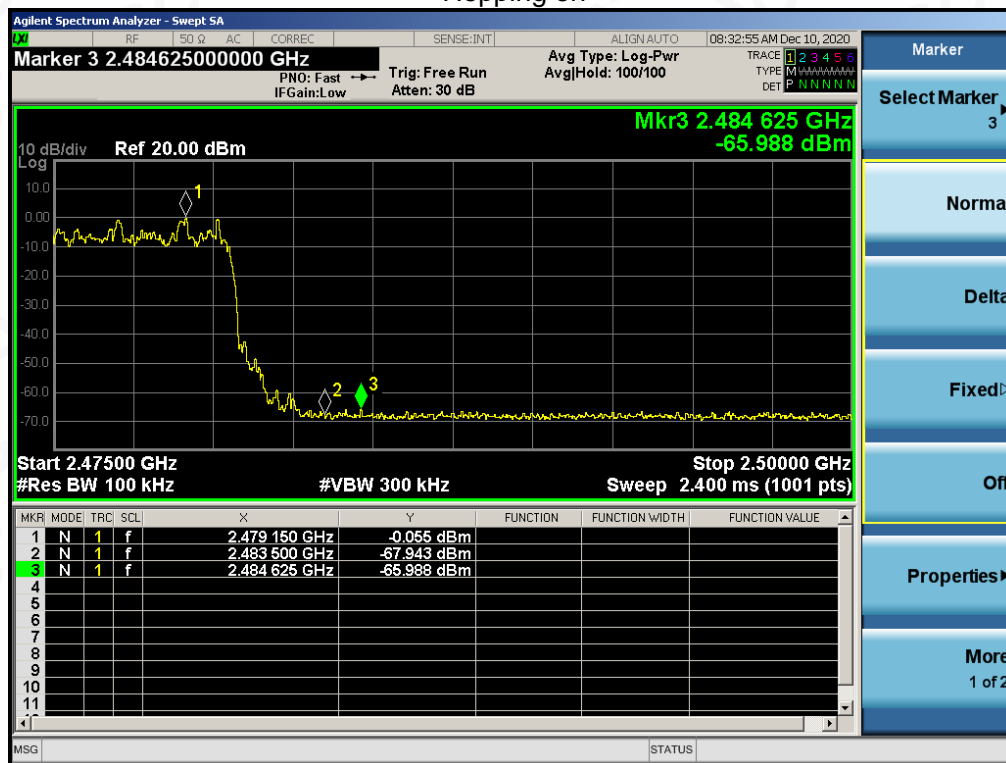 Hopping on
Agilent Spectrum Analyzer - Swept SA
LXI RF 50 Ω AC CORREC SENSE:INT ALIGN AUTO 08:32:55 AM Dec 10, 2020
Marker 3 2.484625000000 GHz
PNO: Fast
IFGain:Low
Trig: Free Run
Atten: 30 dB
Avg Type: Log-Pwr
Avg|Hold: 100/100
TRACE 1 2 3 4 5 6
TYPE M WWWWW
DET P N N N N N
Mkr3 2.484 625 GHz
-65.988 dBm
10 dB/div Ref 20.00 dBm
Log
10.0
0.00
-10.0
-20.0
-30.0
-40.0
-50.0
-60.0
-70.0
1
2
3
Start 2.47500 GHz Stop 2.50000 GHz
#Res BW 100 kHz #VBW 300 kHz Sweep 2.400 ms (1001 pts)
MKR MODE TRC SCL X Y FUNCTION FUNCTION WIDTH FUNCTION VALUE
1 N 1 f 2.479 150 GHz -0.055 dBm
2 N 1 f 2.483 500 GHz -67.943 dBm
3 N 1 f 2.484 625 GHz -65.988 dBm
4
5
6
7
8
9
10
11
MSG STATUS
Marker
Select Marker
3
Norma
Delta
Fixed
Off
Properties
More
1 of 2